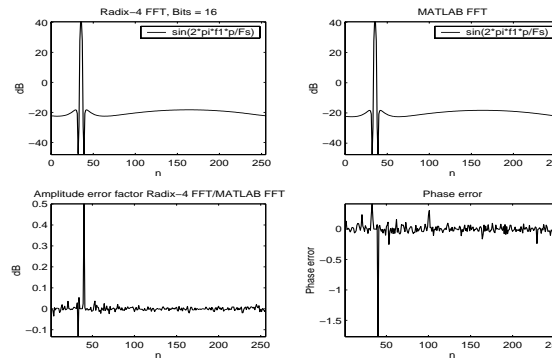 Radix-4 FFT, Bits = 16
40
20
0
-20
-40
dB
sin(2*pi*f1*p/Fs)
0 50 100 150 200 250
n
MATLAB FFT
40
20
0
-20
-40
dB
sin(2*pi*f1*p/Fs)
0 50 100 150 200 250
n
Amplitude error factor Radix-4 FFT/MATLAB FFT
0.5
0.4
0.3
0.2
0.1
0
-0.1
dB
50 100 150 200 250
n
Phase error
0
-0.5
-1
-1.5
Phase error
50 100 150 200
n